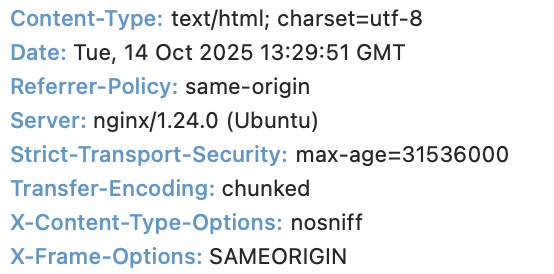 Content-Type: text/html; charset=utf-8
Date: Tue, 14 Oct 2025 13:29:51 GMT
Referrer-Policy: same-origin
Server: nginx/1.24.0 (Ubuntu)
Strict-Transport-Security: max-age=31536000
Transfer-Encoding: chunked
X-Content-Type-Options: nosniff
X-Frame-Options: SAMEORIGIN